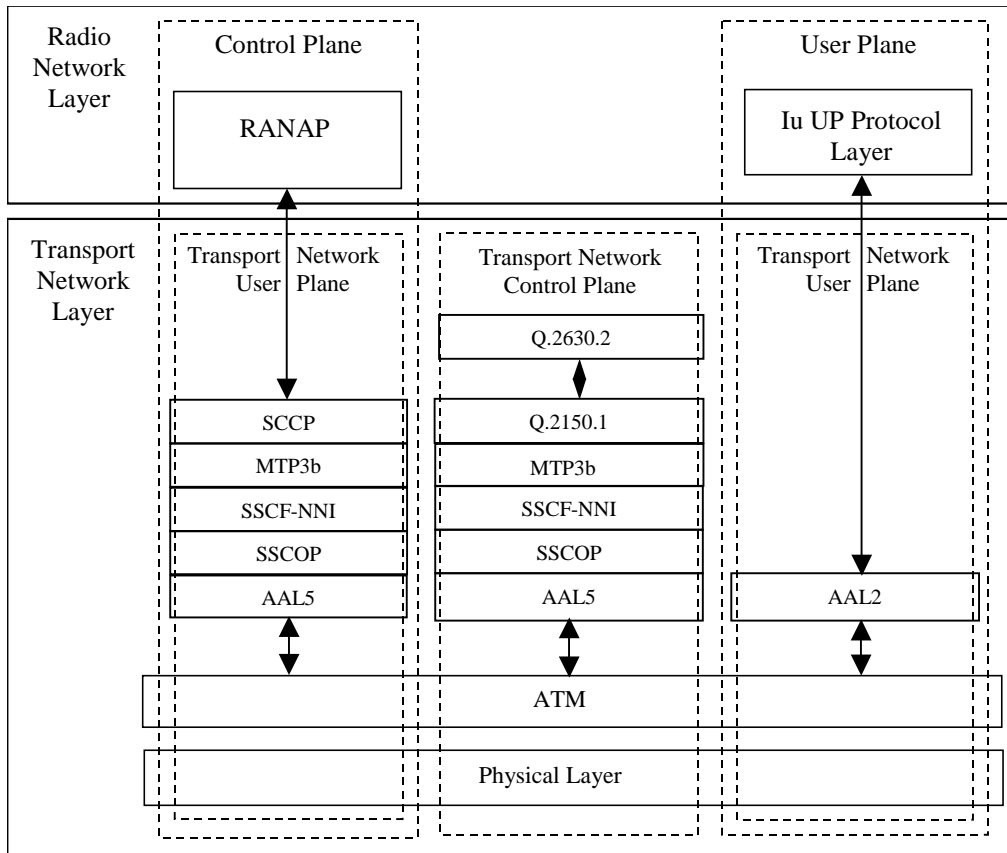 Radio
Network
Layer
Control Plane
User Plane
RANAP
Iu UP Protocol
Layer
Transport
Network
Layer
Transport Network
User Plane
Transport Network
Control Plane
Transport Network
User Plane
Q.2630.2
SCCP
Q.2150.1
MTP3b
MTP3b
SSCF-NNI
SSCF-NNI
SSCOP
SSCOP
AAL5
AAL5
AAL2
ATM
Physical Layer